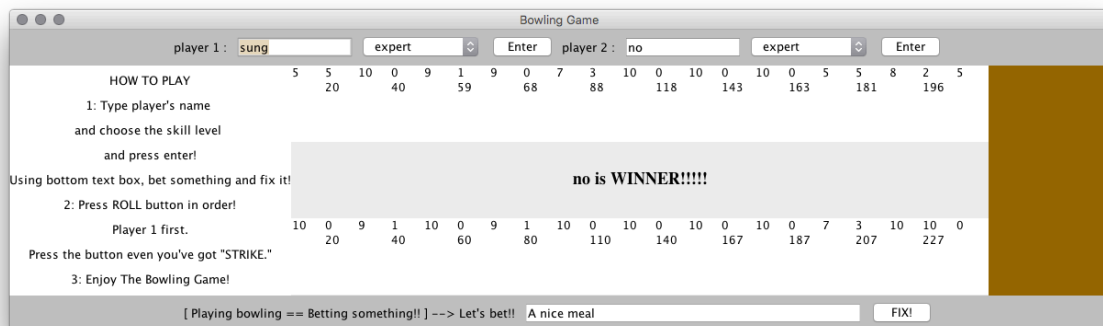 Bowling Game
player 1 : sung expert Enter player 2 : no expert Enter
HOW TO PLAY
1: Type player's name
and choose the skill level
and press enter!
Using bottom text box, bet something and fix it!
2: Press ROLL button in order!
Player 1 first.
Press the button even you've got "STRIKE."
3: Enjoy The Bowling Game!
5 5 10 0 9 1 9 0 7 3 10 0 10 0 10 0 5 5 8 2 5
20 40 59 68 88 118 143 163 181 196
no is WINNER!!!!!
10 0 9 1 10 0 9 1 10 0 10 0 10 0 10 0 7 3 10 10 0
20 40 60 80 110 140 167 187 207 227
[ Playing bowling == Betting something!! ] --> Let's bet!! A nice meal FIX!